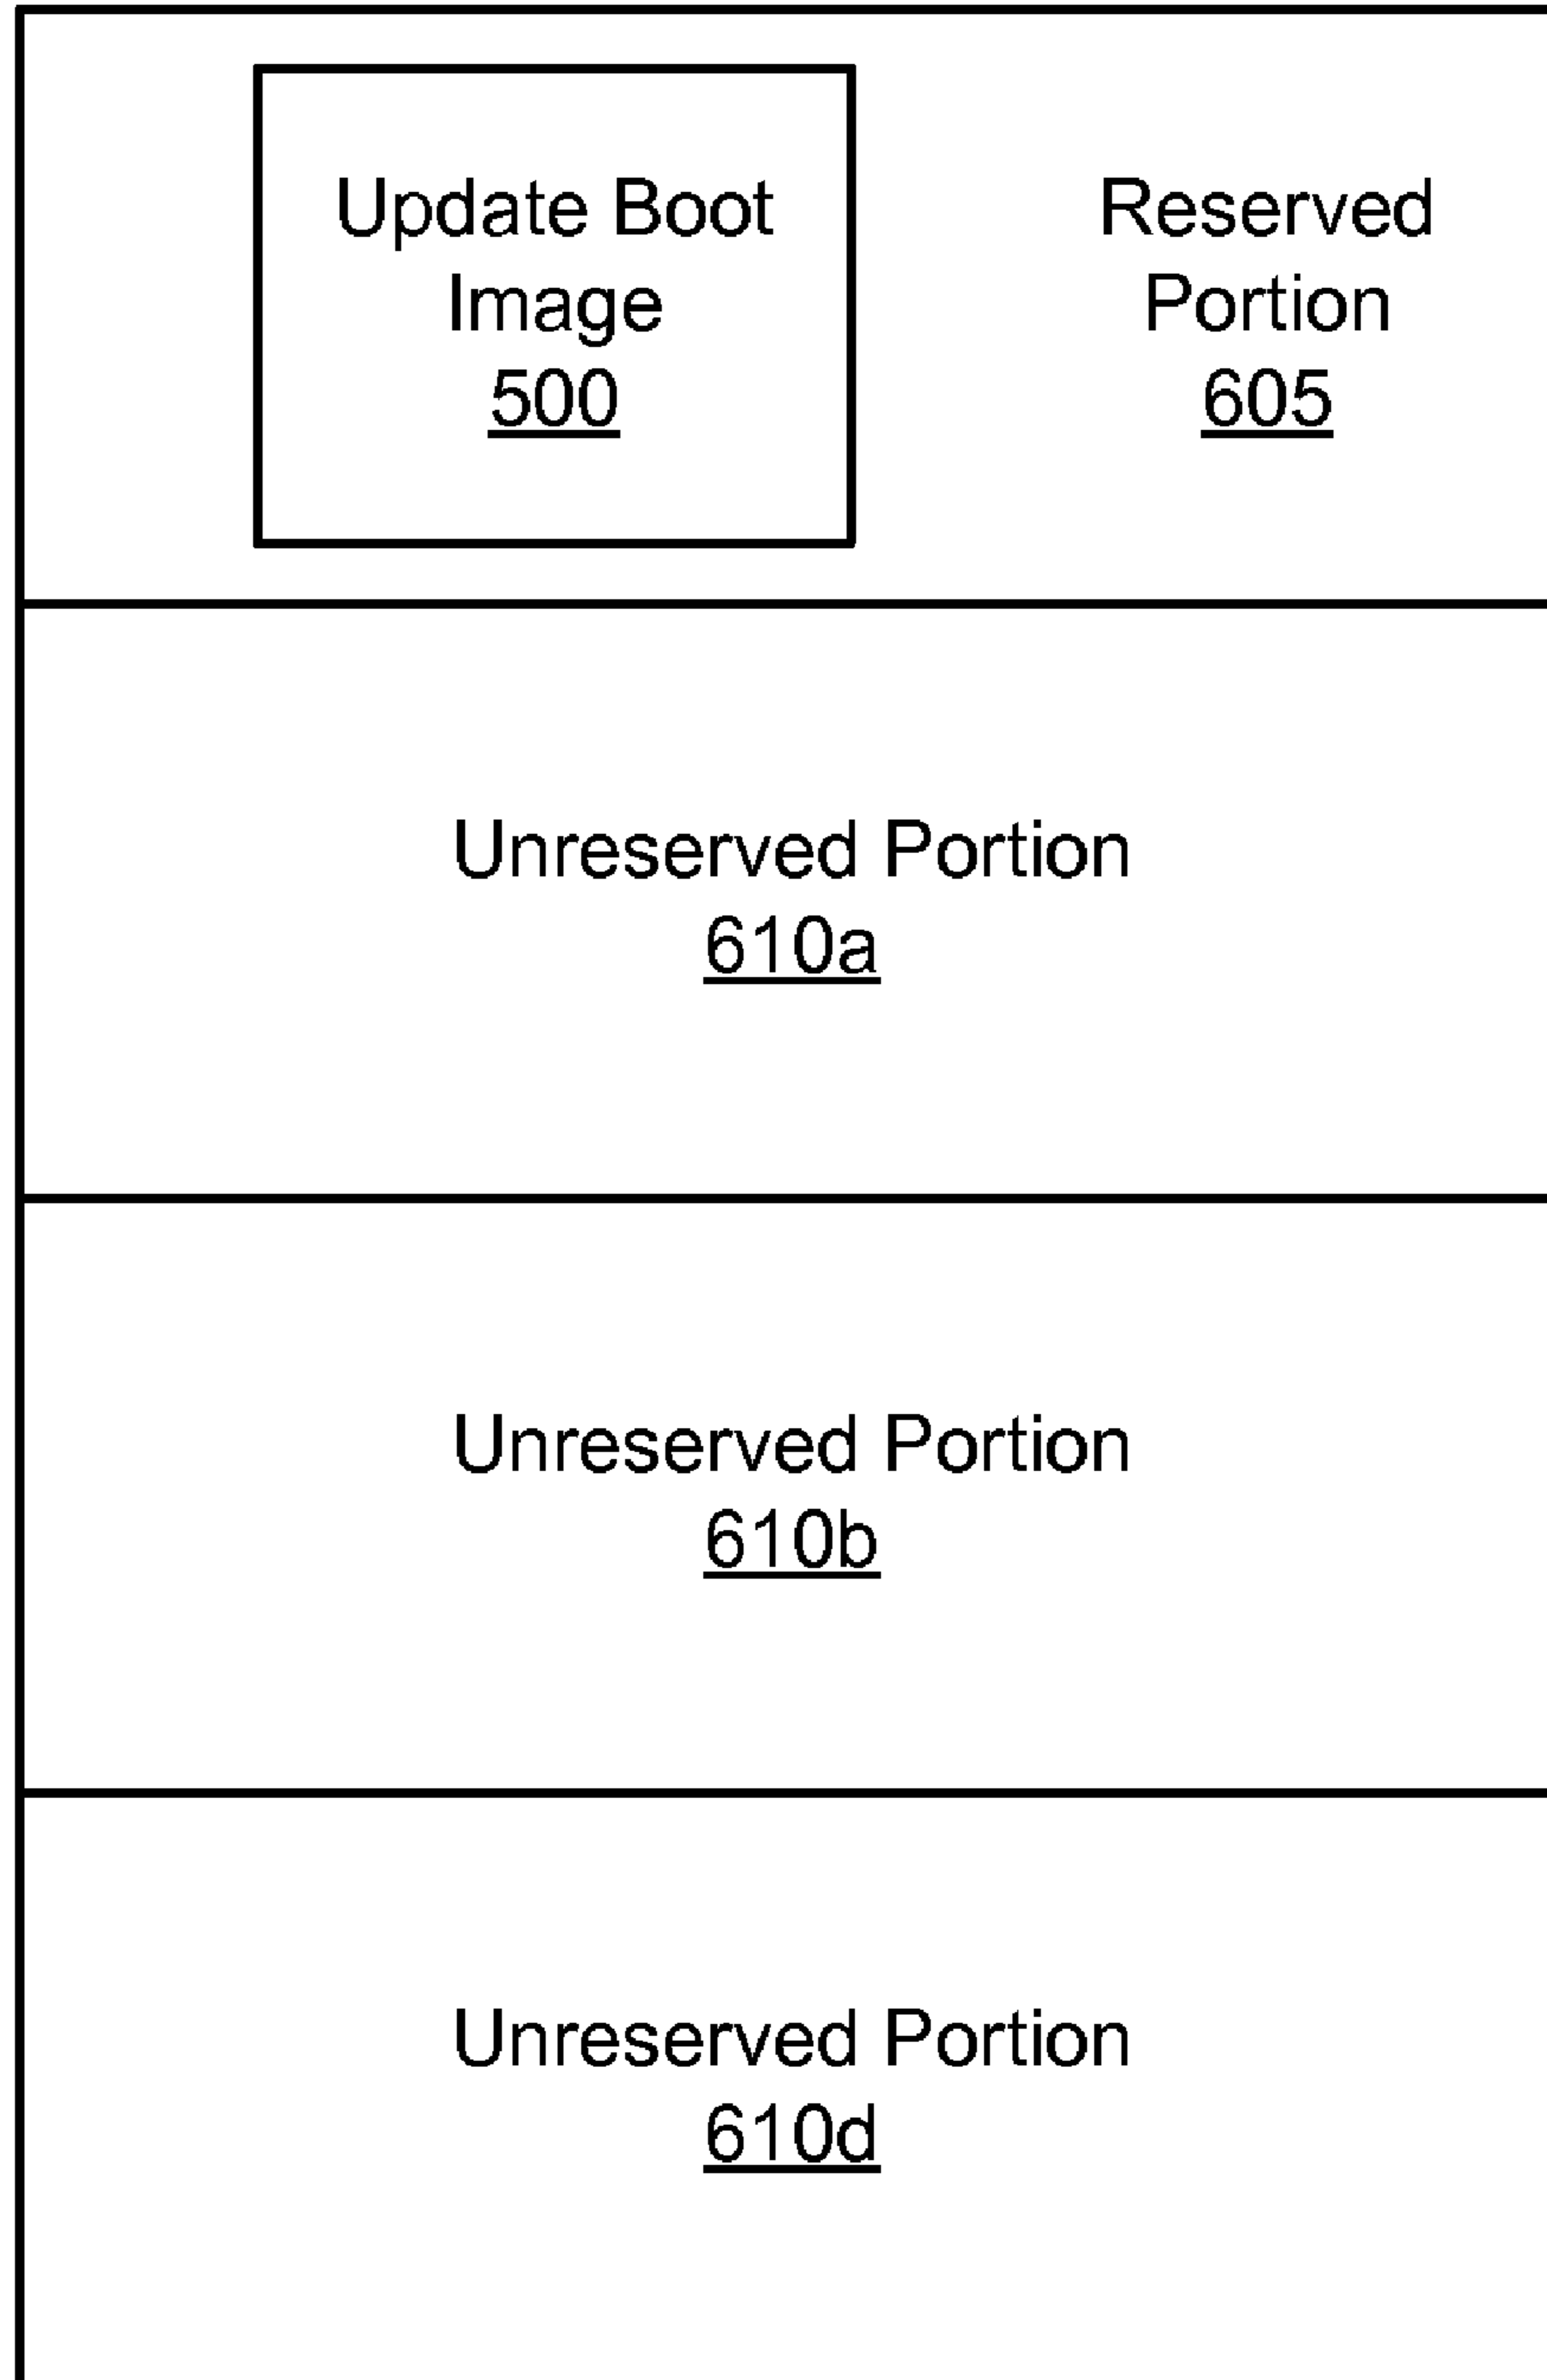 Update Boot
Image
500
Reserved
Portion
605
Unreserved Portion
610a
Unreserved Portion
610b
Unreserved Portion
610d